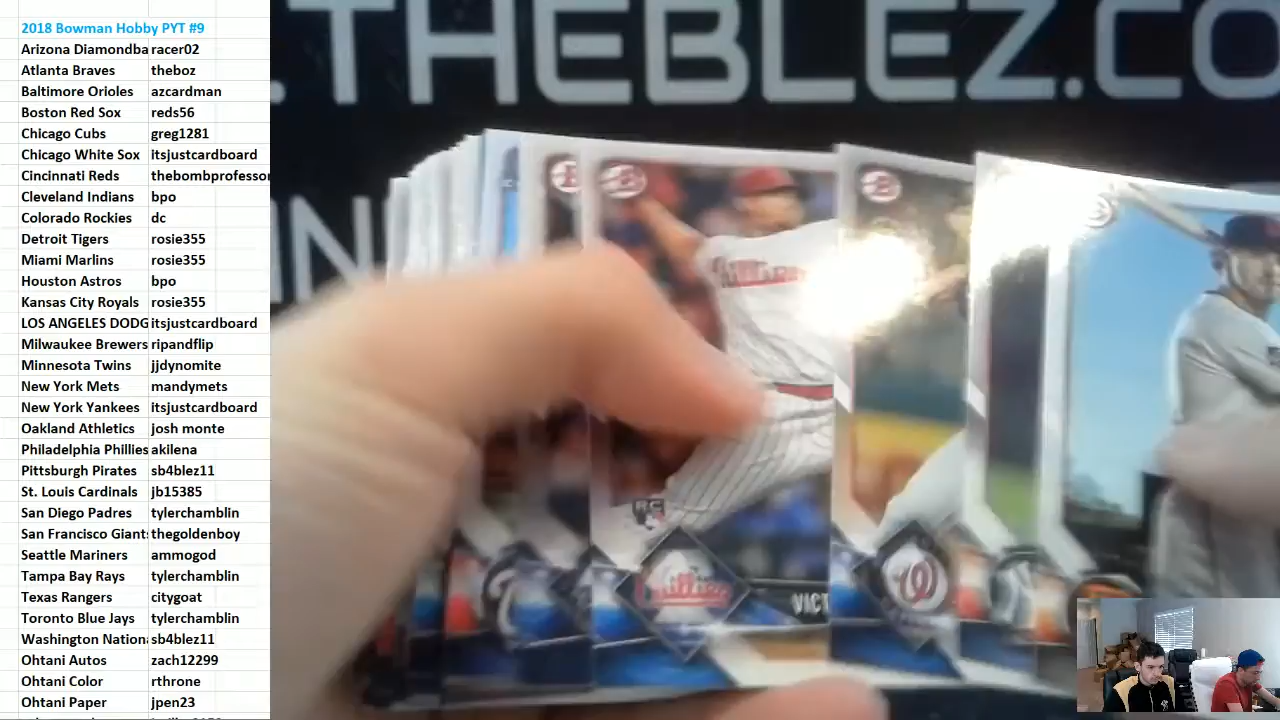 2018 Bowman Hobby PYT #9
Arizona Diamondba racer02
Atlanta Braves theboz
Baltimore Orioles azcardman
Boston Red Sox reds56
Chicago Cubs greg1281
Chicago White Sox itsjustcardboard
Cincinnati Reds thebombprofessor
Cleveland Indians bpo
Colorado Rockies dc
Detroit Tigers rosie355
Miami Marlins rosie355
Houston Astros bpo
Kansas City Royals rosie355
LOS ANGELES DODG itsjustcardboard
Milwaukee Brewers ripandflip
Minnesota Twins jjdynomite
New York Mets mandymets
New York Yankees itsjustcardboard
Oakland Athletics josh monte
Philadelphia Phillies akilena
Pittsburgh Pirates sb4blez11
St. Louis Cardinals jb15385
San Diego Padres tylerchamblin
San Francisco Giants thegoldenboy
Seattle Mariners ammogod
Tampa Bay Rays tylerchamblin
Texas Rangers citygoat
Toronto Blue Jays tylerchamblin
Washington Nationa sb4blez11
Ohtani Autos zach12299
Ohtani Color rthrone
Ohtani Paper jpen23
.THEBLEZ.CO
IN
Phillies
RC
Phillies
VICT
W